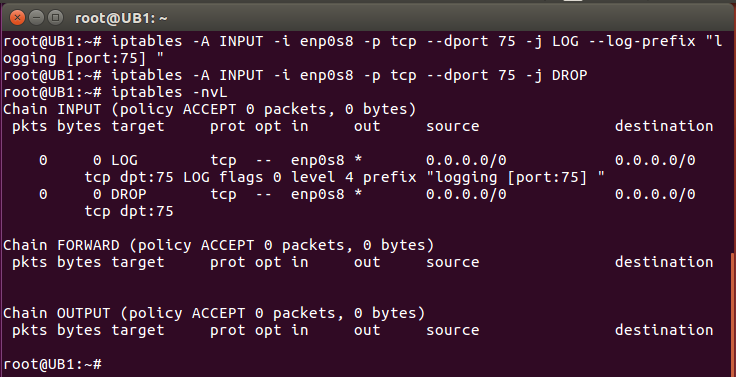 root@UB1: ~
root@UB1:~# iptables -A INPUT -i enp0s8 -p tcp --dport 75 -j LOG --log-prefix "l
ogging [port:75] "
root@UB1:~# iptables -A INPUT -i enp0s8 -p tcp --dport 75 -j DROP
root@UB1:~# iptables -nvL
Chain INPUT (policy ACCEPT 0 packets, 0 bytes)
 pkts bytes target     prot opt in     out     source               destination
    0     0 LOG        tcp  --  enp0s8 *       0.0.0.0/0            0.0.0.0/0
         tcp dpt:75 LOG flags 0 level 4 prefix "logging [port:75] "
    0     0 DROP       tcp  --  enp0s8 *       0.0.0.0/0            0.0.0.0/0
         tcp dpt:75
Chain FORWARD (policy ACCEPT 0 packets, 0 bytes)
 pkts bytes target     prot opt in     out     source               destination
Chain OUTPUT (policy ACCEPT 0 packets, 0 bytes)
 pkts bytes target     prot opt in     out     source               destination
root@UB1:~#